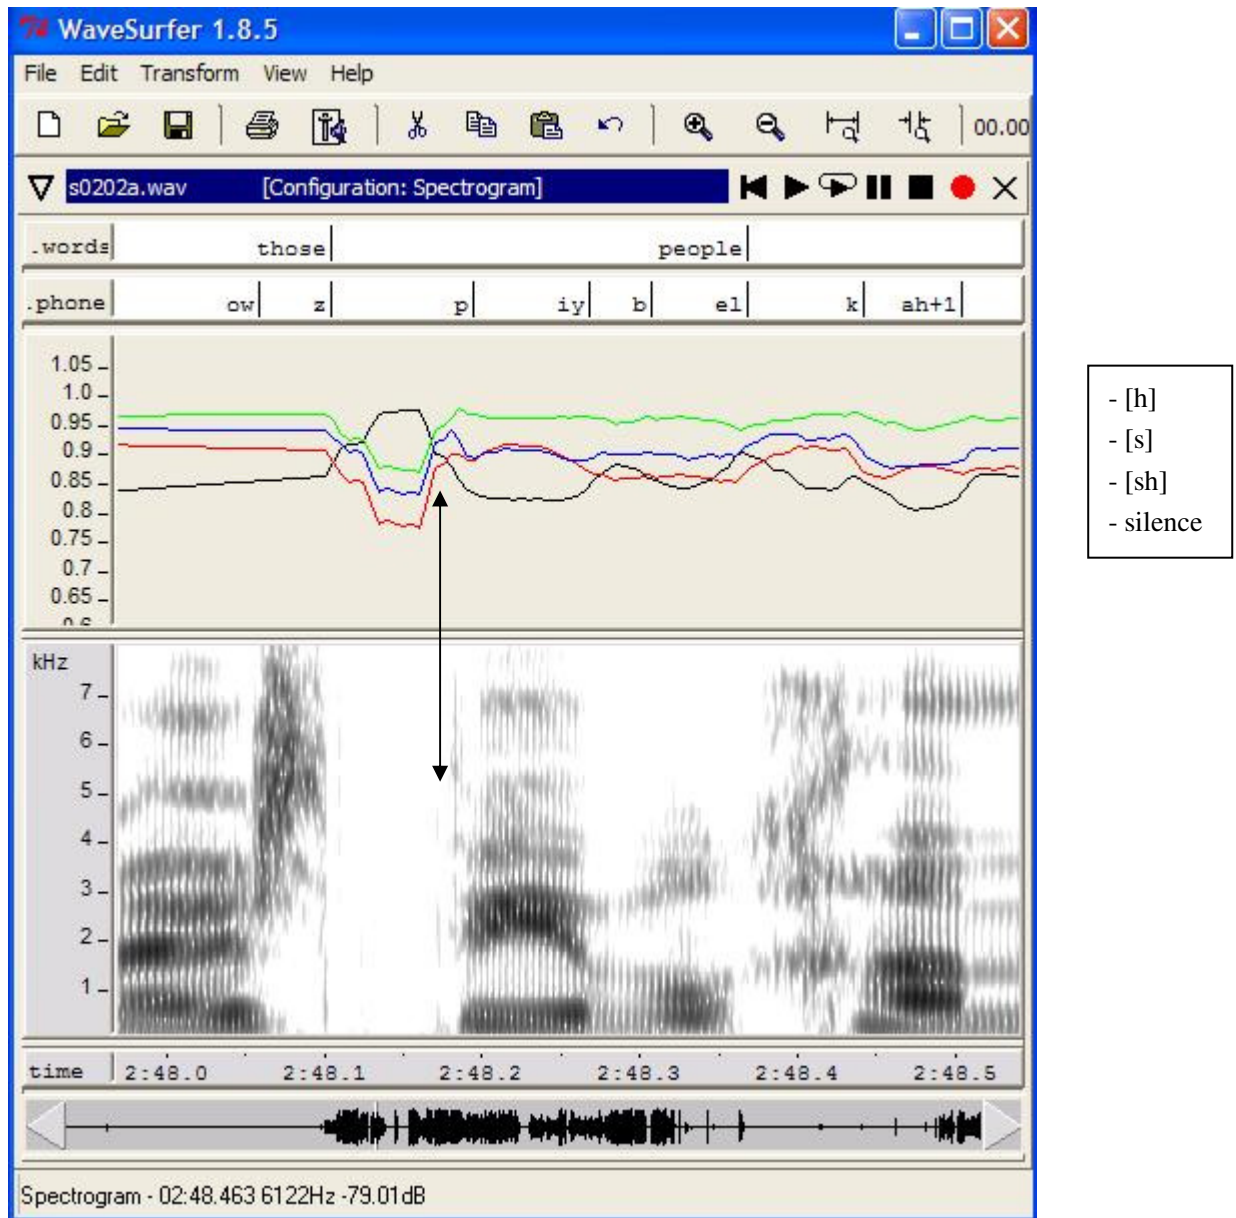 WaveSurfer 1.8.5
File Edit Transform View Help
00.00
s0202a.wav [Configuration: Spectrogram]
.words those people
.phone ow z p iy b el k ah+1
1.05
1.0
0.95
0.9
0.85
0.8
0.75
0.7
0.65
0.6
- [h]
- [s]
- [sh]
- silence
kHz
7
6
5
4
3
2
1
time 2:48.0 2:48.1 2:48.2 2:48.3 2:48.4 2:48.5
Spectrogram - 02:48.463 6122Hz -79.01dB